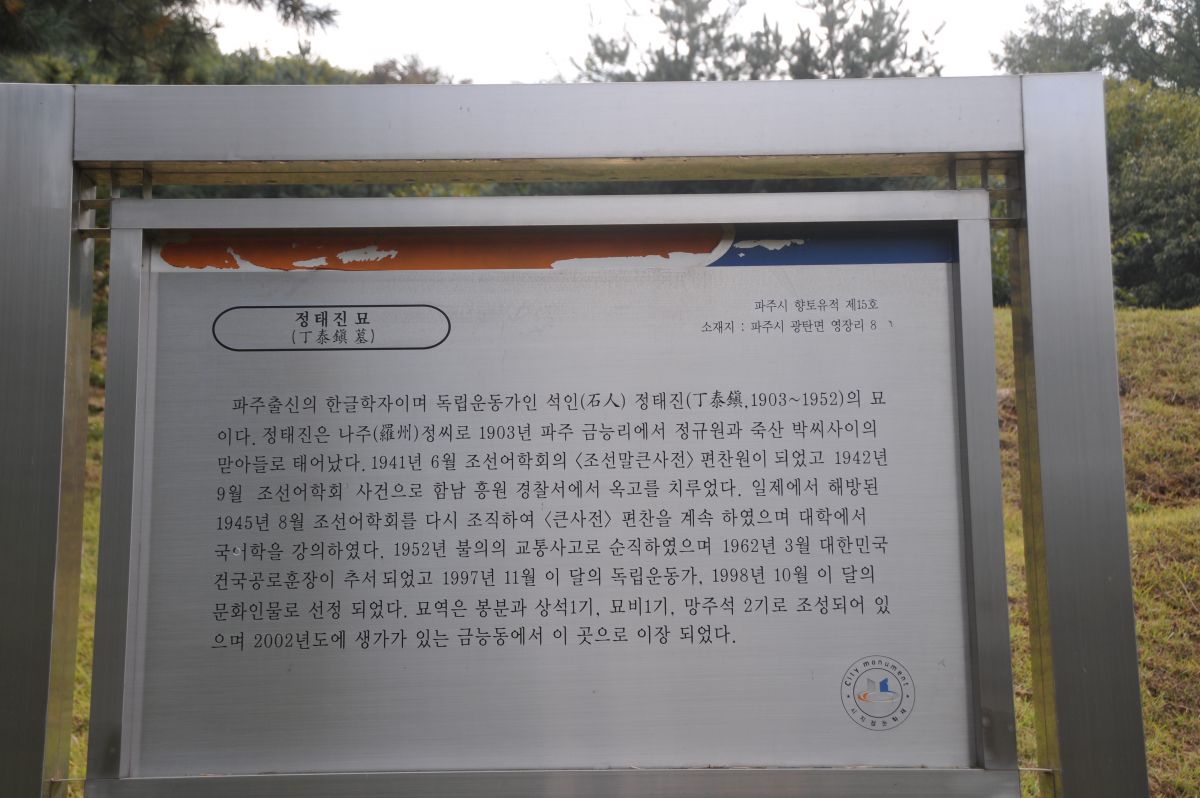 정태진 묘
(丁泰鎭 墓)
파주시 향토유적 제15호
소재지 : 파주시 광탄면 영장리 8
파주출신의 한글학자이며 독립운동가인 석인(石人) 정태진(丁泰鎭,1903~1952)의 묘
이다. 정태진은 나주(羅州)정씨로 1903년 파주 금능리에서 정규원과 죽산 박씨사이의
맏아들로 태어났다. 1941년 6월 조선어학회의 〈조선말큰사전〉 편찬원이 되었고 1942년
9월 조선어학회 사건으로 함남 흥원 경찰서에서 옥고를 치루었다. 일제에서 해방된
1945년 8월 조선어학회를 다시 조직하여 〈큰사전〉 편찬을 계속 하였으며 대학에서
국어학을 강의하였다. 1952년 불의의 교통사고로 순직하였으며 1962년 3월 대한민국
건국공로훈장이 추서되었고 1997년 11월 이 달의 독립운동가, 1998년 10월 이 달의
문화인물로 선정 되었다. 묘역은 봉분과 상석1기, 묘비1기, 망주석 2기로 조성되어 있
으며 2002년도에 생가가 있는 금능동에서 이 곳으로 이장 되었다.
City monument
시지정문화재